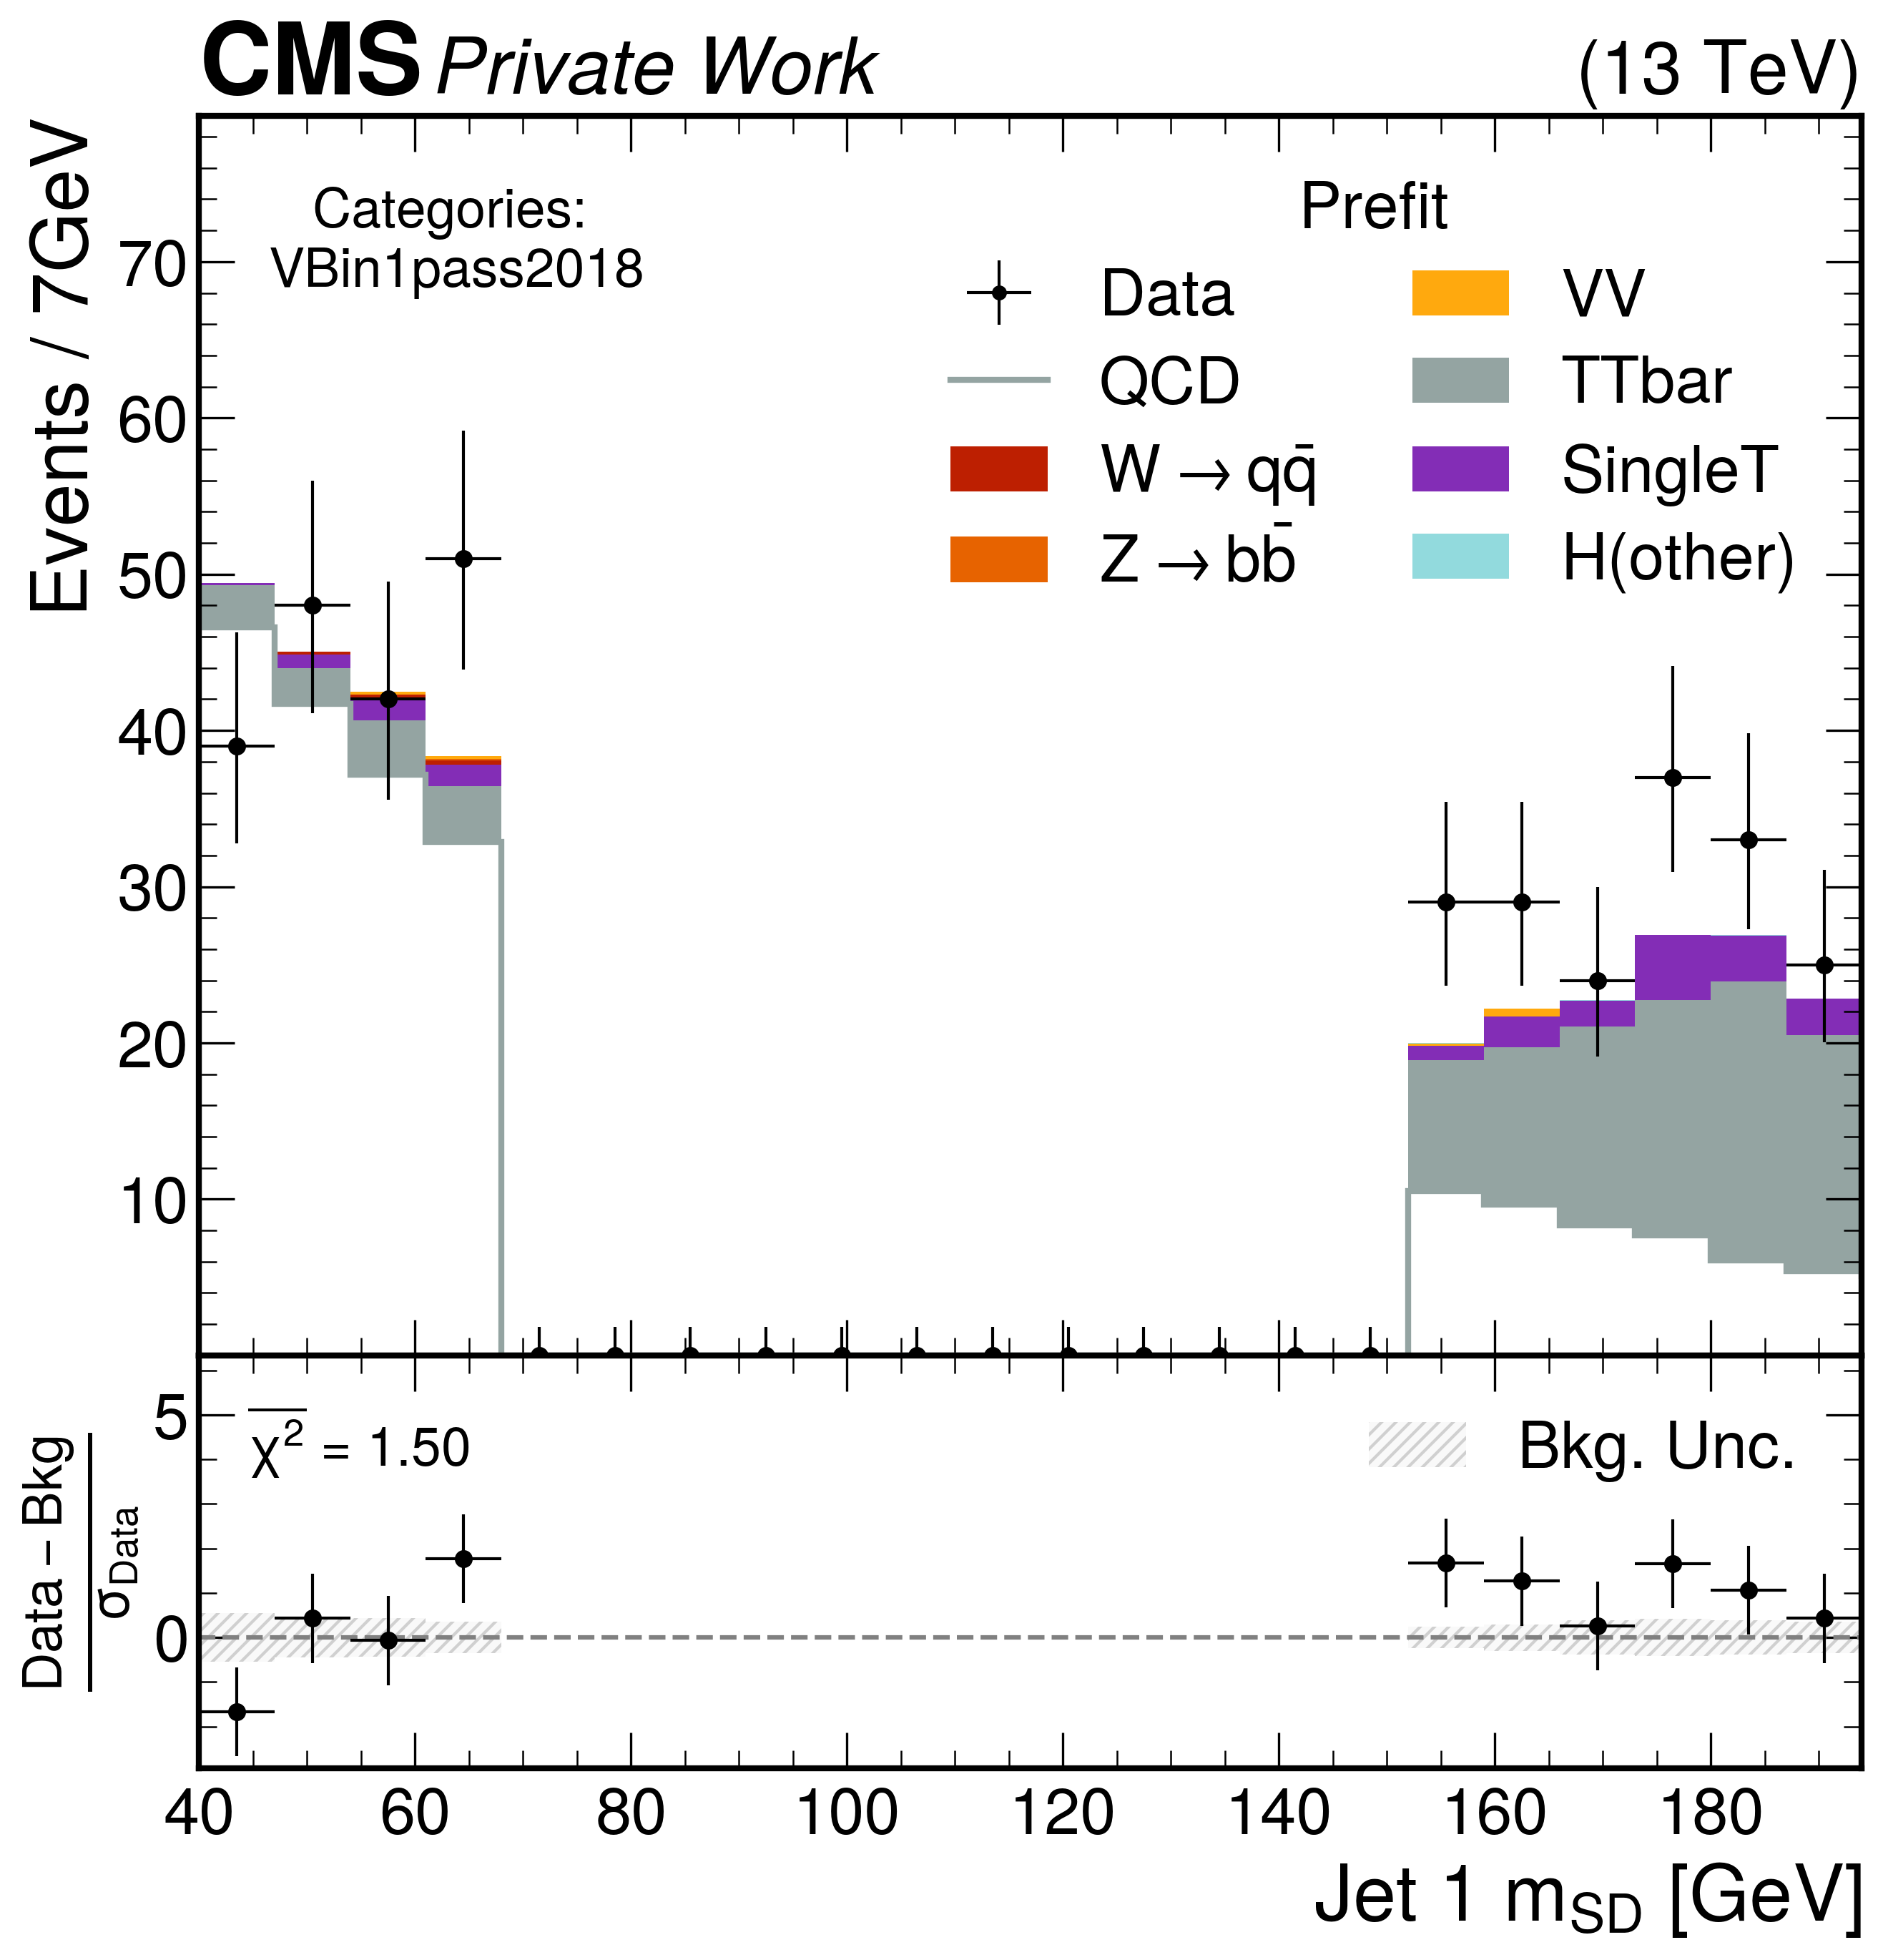 CMS Private Work (13 TeV)
Events / 7GeV
Categories:
VBin1pass2018
Prefit
Data
QCD
W → qq̄
Z → bb̄
VV
TTbar
SingleT
H(other)
70
60
50
40
30
20
10
Data − Bkg
σData
5
0
χ² = 1.50
Bkg. Unc.
40 60 80 100 120 140 160 180
Jet 1 mSD [GeV]